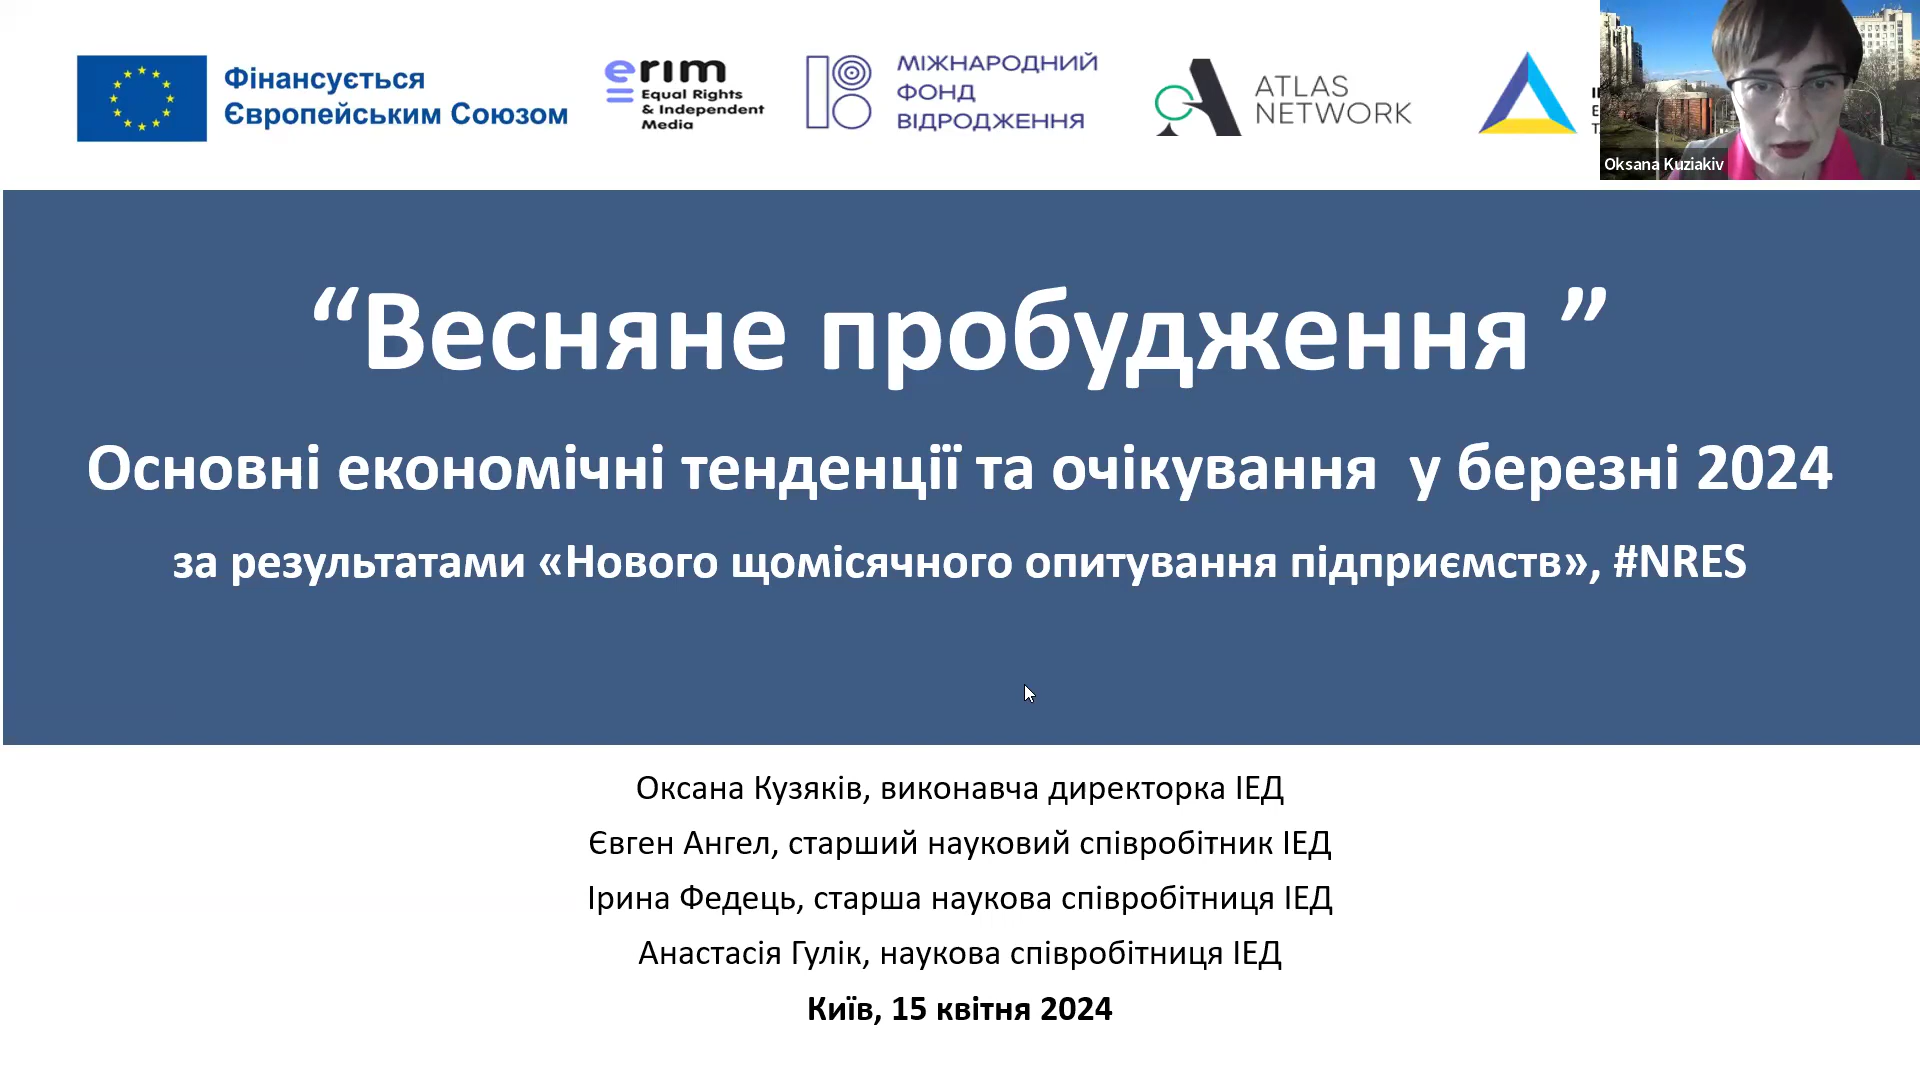 Фінансується
Європейським Союзом
erim
Equal Rights
& Independent
Media
МІЖНАРОДНИЙ
ФОНД
ВІДРОДЖЕННЯ
ATLAS
NETWORK
Oksana Kuziakiv
“Весняне пробудження ”
Основні економічні тенденції та очікування у березні 2024
за результатами «Нового щомісячного опитування підприємств», #NRES
Оксана Кузяків, виконавча директорка ІЕД
Євген Ангел, старший науковий співробітник ІЕД
Ірина Федець, старша наукова співробітниця ІЕД
Анастасія Гулік, наукова співробітниця ІЕД
Київ, 15 квітня 2024